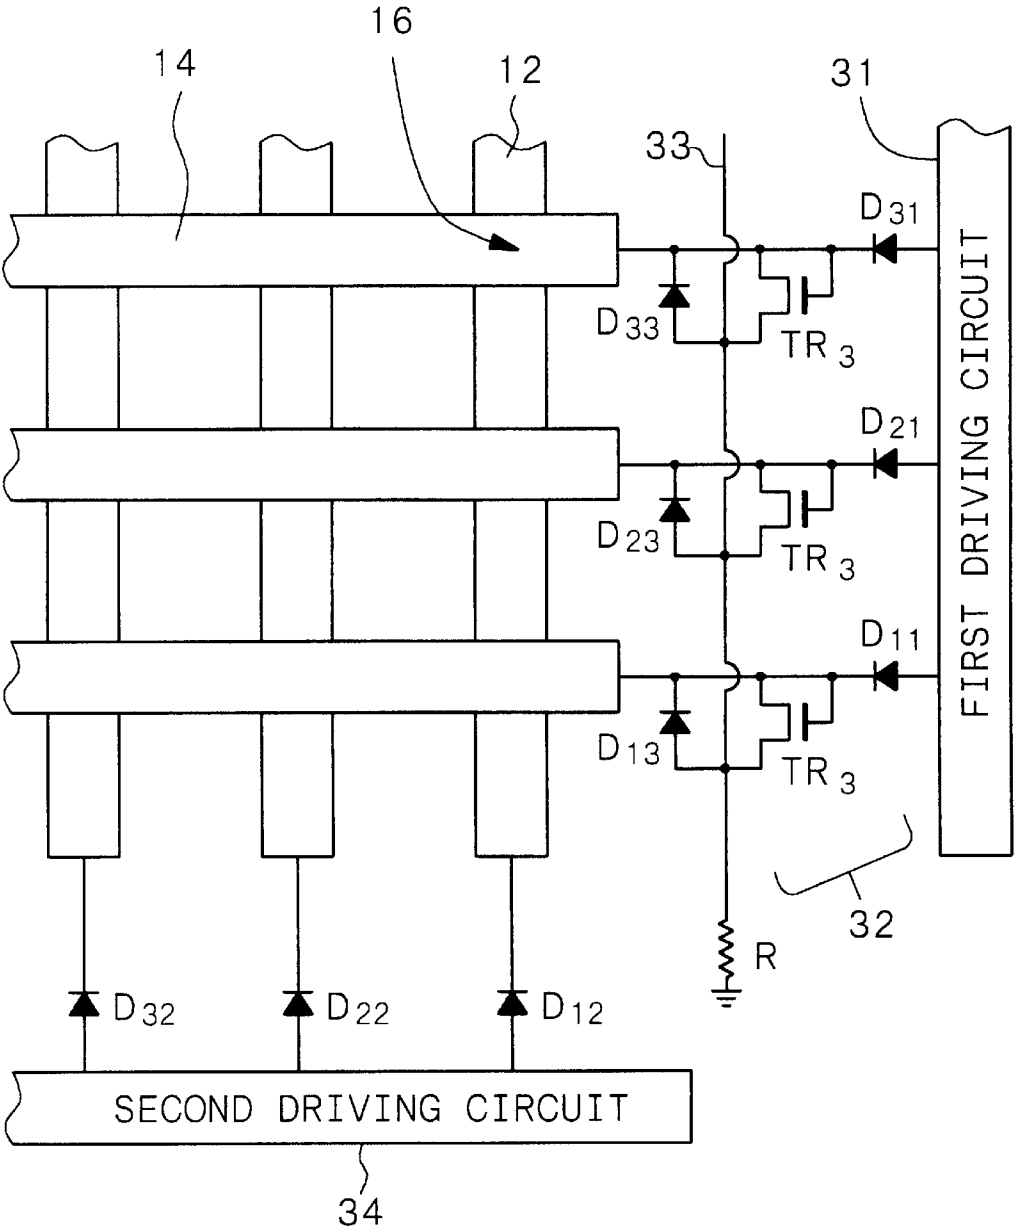 16
14
12
31
33
D31
D33
TR3
D21
D23
TR3
D11
D13
TR3
FIRST DRIVING CIRCUIT
32
R
D32
D22
D12
SECOND DRIVING CIRCUIT
34